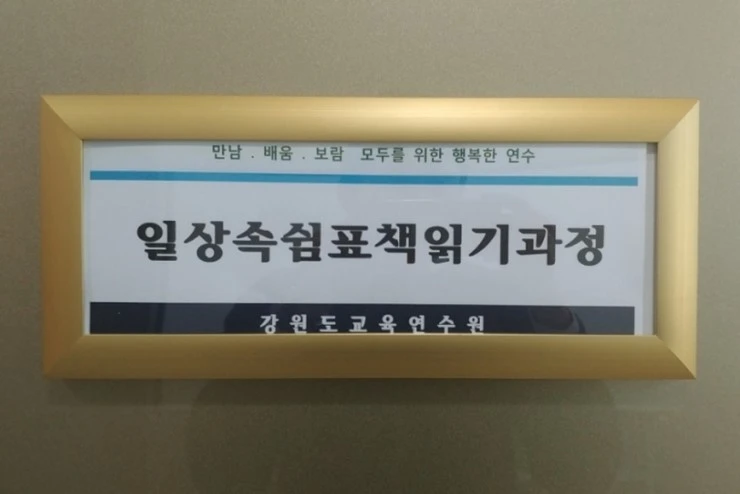 만남 . 배움 . 보람 모두를 위한 행복한 연수
일상속쉼표책읽기과정
강원도교육연수원